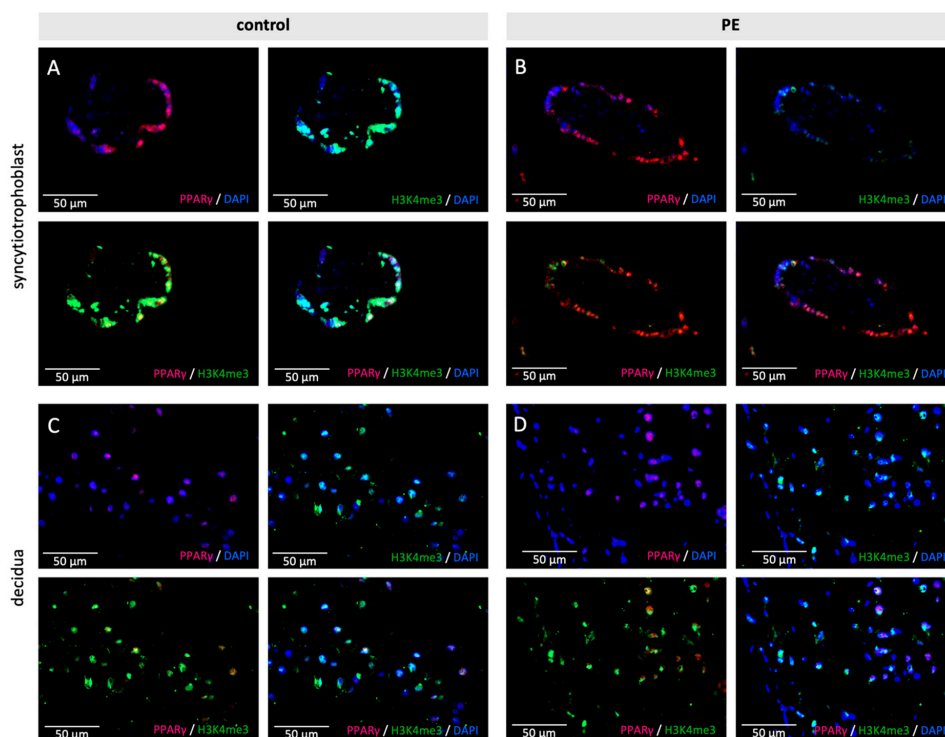 control
PE
syncytiotrophoblast
A
50 µm
PPARγ / DAPI
50 µm
H3K4me3 / DAPI
B
50 µm
PPARγ / DAPI
50 µm
H3K4me3 / DAPI
50 µm
PPARγ / H3K4me3
50 µm
PPARγ / H3K4me3 / DAPI
50 µm
PPARγ / H3K4me3
50 µm
PPARγ / H3K4me3 / DAPI
decidua
C
50 µm
PPARγ / DAPI
50 µm
H3K4me3 / DAPI
D
50 µm
PPARγ / DAPI
50 µm
H3K4me3 / DAPI
50 µm
PPARγ / H3K4me3
50 µm
PPARγ / H3K4me3 / DAPI
50 µm
PPARγ / H3K4me3
50 µm
PPARγ / H3K4me3 / DAPI